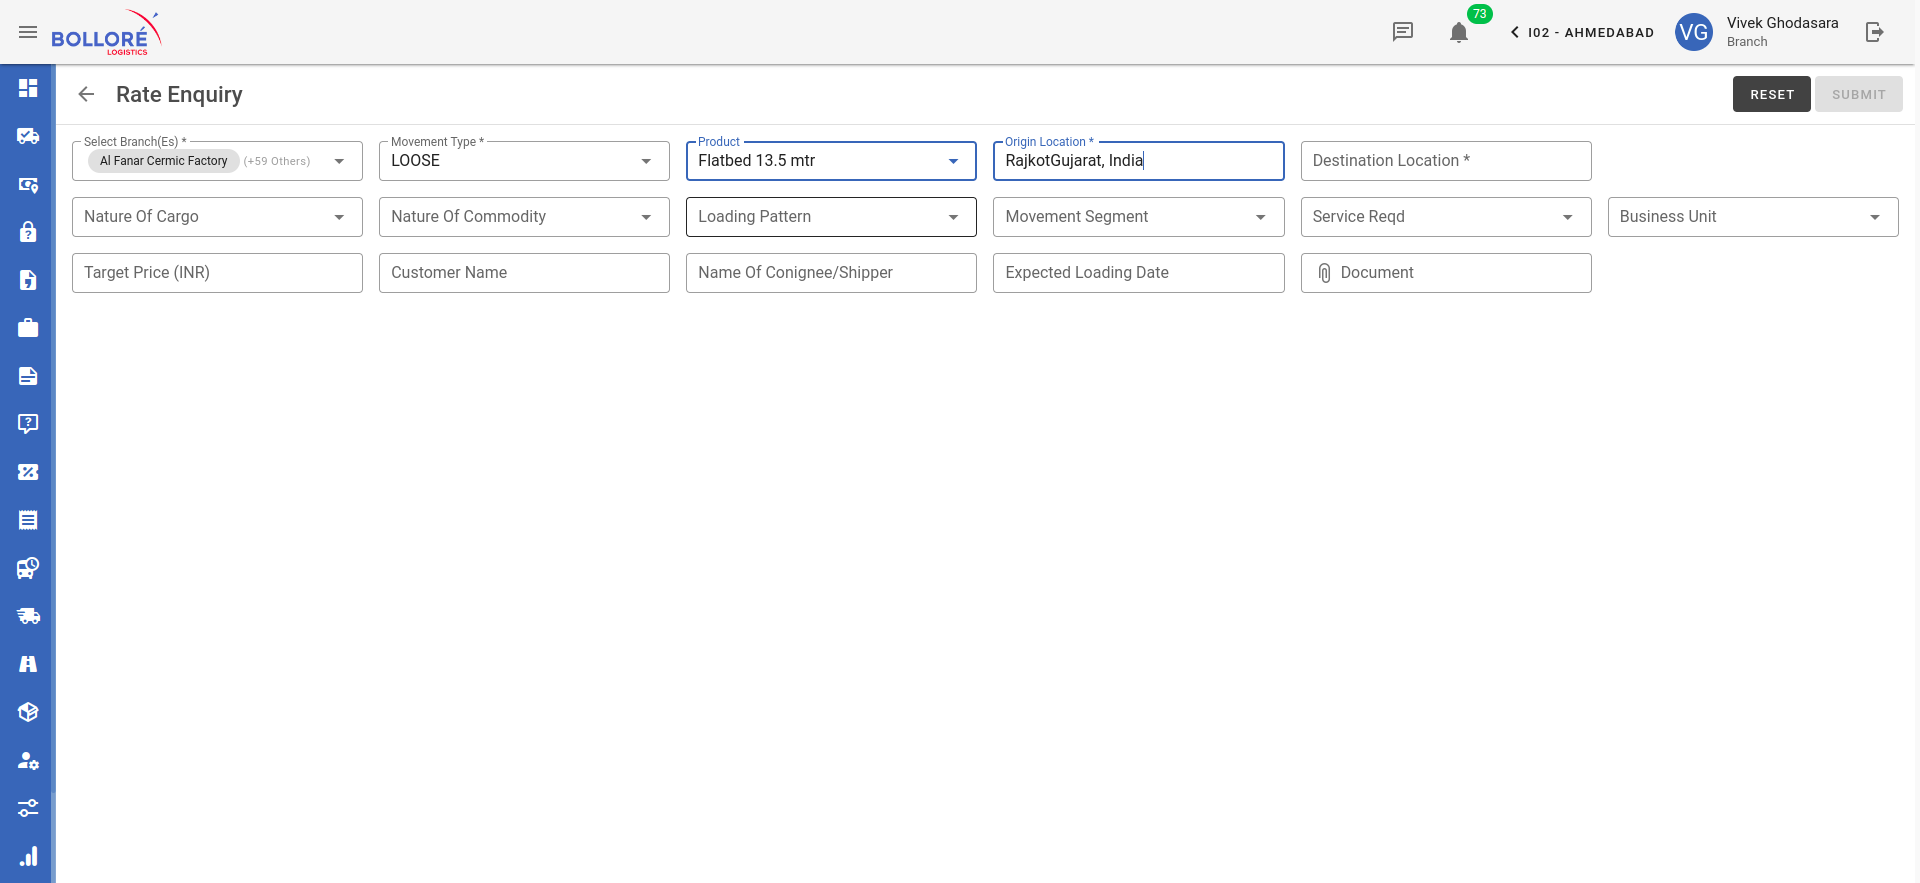 BOLLORÉ
LOGISTICS
73
I02 - AHMEDABAD
VG
Vivek Ghodasara
Branch
Rate Enquiry
RESET
SUBMIT
Select Branch(Es) *
Al Fanar Cermic Factory (+59 Others)
Movement Type *
LOOSE
Product
Flatbed 13.5 mtr
Origin Location *
RajkotGujarat, India
Destination Location *
Nature Of Cargo
Nature Of Commodity
Loading Pattern
Movement Segment
Service Reqd
Business Unit
Target Price (INR)
Customer Name
Name Of Conignee/Shipper
Expected Loading Date
Document